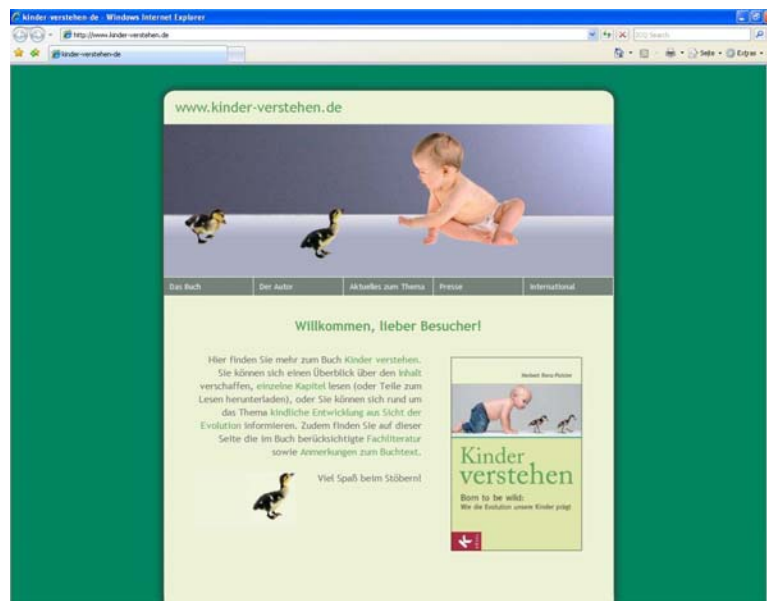 kinder-verstehen-de - Windows Internet Explorer
http://www.kinder-verstehen.de
kinder-verstehen-de
Seite
Extras
www.kinder-verstehen.de
Das Buch
Der Autor
Aktuelles zum Thema
Presse
International
Willkommen, lieber Besucher!
Hier finden Sie mehr zum Buch Kinder verstehen.
Sie können sich einen Überblick über den Inhalt
verschaffen, einzelne Kapitel lesen (oder Teile zum
Lesen herunterladen), oder Sie können sich rund um
das Thema kindliche Entwicklung aus Sicht der
Evolution informieren. Zudem finden Sie auf dieser
Seite die im Buch berücksichtigte Fachliteratur
sowie Anmerkungen zum Buchtext.
Viel Spaß beim Stöbern!
Kinder
verstehen
Born to be wild:
Wie die Evolution unsere Kinder prägt